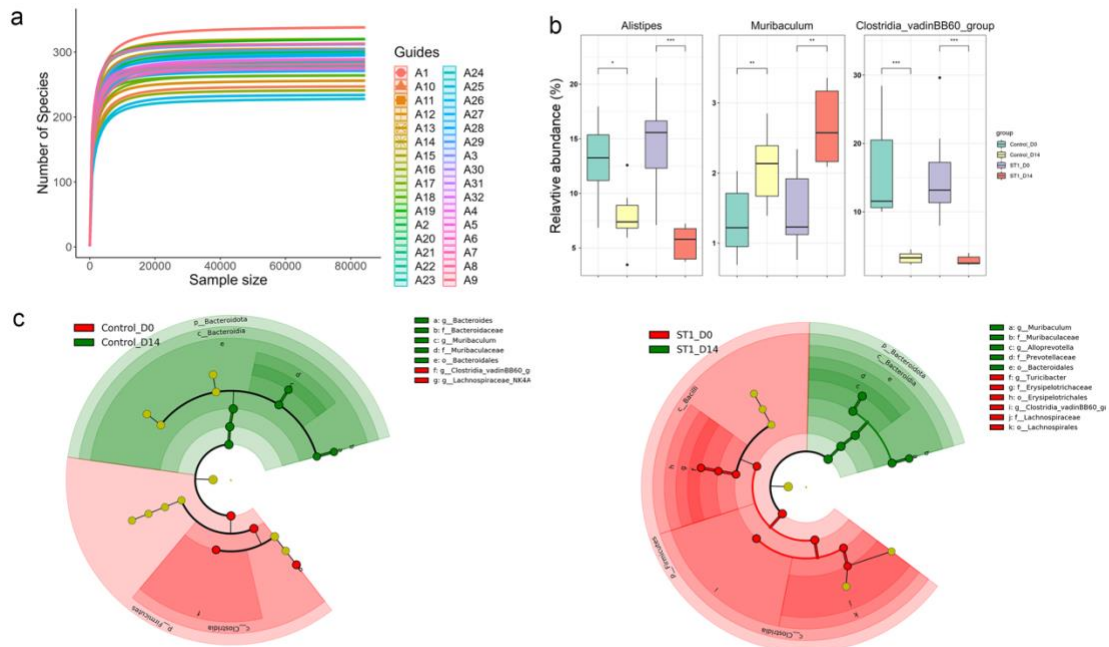 a
Number of Species
300
200
100
0
0
20000
40000
60000
80000
Sample size
Guides
A1
A10
A11
A12
A13
A14
A15
A16
A17
A18
A19
A2
A20
A21
A22
A23
A24
A25
A26
A27
A28
A29
A3
A30
A31
A32
A4
A5
A6
A7
A8
A9
b
Alistipes
Muribaculum
Clostridia_vadinBB60_group
Relavtive abundance (%)
20
15
10
5
*
***
3
2
1
**
**
30
20
10
***
***
group
Control_D0
Control_D14
ST1_D0
ST1_D14
c
Control_D0
Control_D14
p__Bacteroidota
c__Bacteroidia
e
d
f
c__Clostridia
p__Firmicutes
a: g__Bacteroides
b: f__Bacteroidaceae
c: g__Muribaculum
d: f__Muribaculaceae
e: o__Bacteroidales
f: g__Clostridia_vadinBB60_g
g: g__Lachnospiraceae_NK4A
ST1_D0
ST1_D14
p__Bacteroidota
c__Bacteroidia
e
d
c
c__Bacilli
h
g
p__Firmicutes
i
j
k
c__Clostridia
a: g__Muribaculum
b: f__Muribaculaceae
c: g__Alloprevotella
d: f__Prevotellaceae
e: o__Bacteroidales
f: g__Turicibacter
g: f__Erysipelotrichaceae
h: o__Erysipelotrichales
i: g__Clostridia_vadinBB60_gr
j: f__Lachnospiraceae
k: o__Lachnospirales